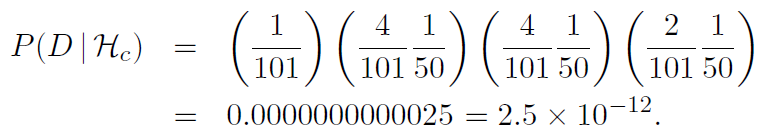 P(D | H_c) = (1/101) (4/101 1/50) (4/101 1/50) (2/101 1/50)
= 0.0000000000025 = 2.5 × 10^−12.